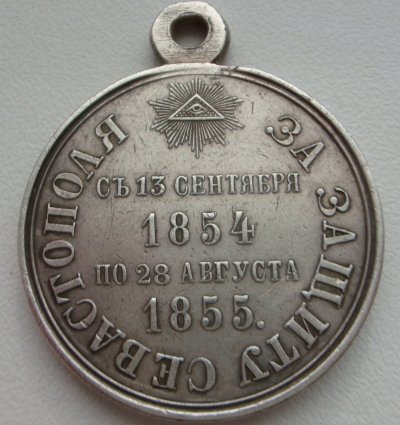 СЪ 13 СЕНТЯБРЯ
1854
ПО 28 АВГУСТА
1855.
ЗА ЗАЩИТУ СЕВАСТОПОЛЯ